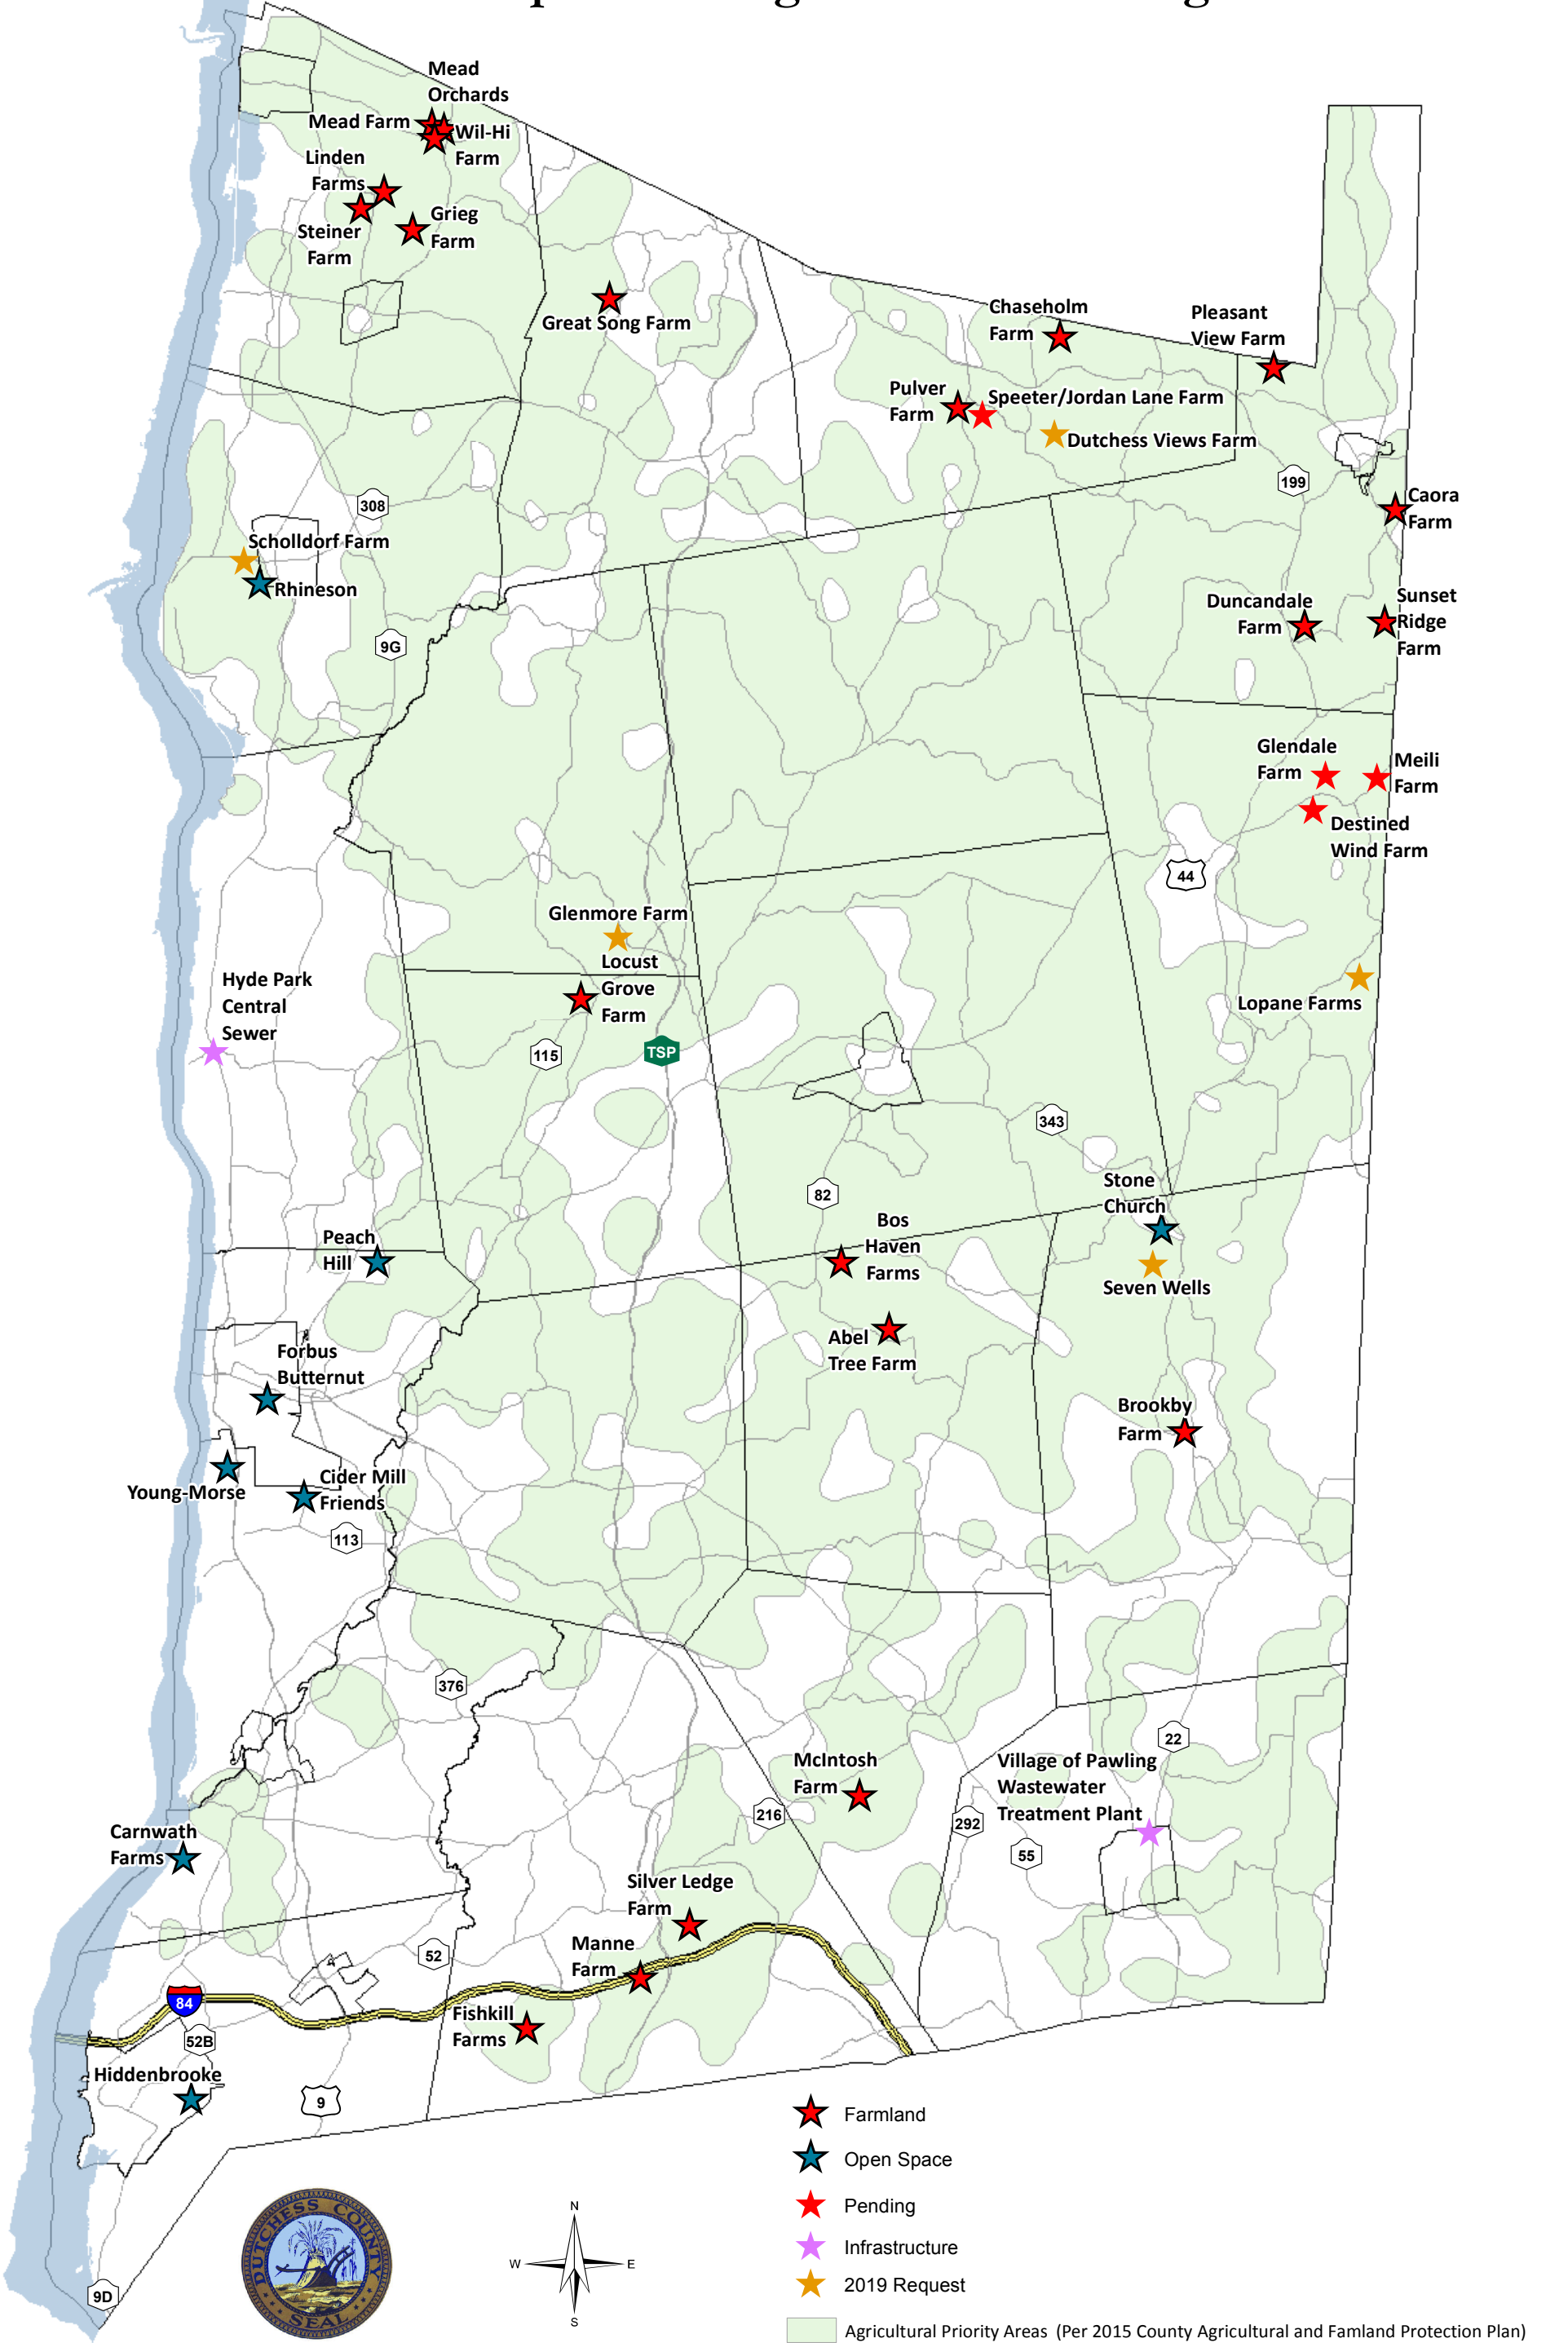 Mead
Orchards
Mead Farm
Wil-Hi
Farm
Linden
Farms
Grieg
Farm
Steiner
Farm
Great Song Farm
Chaseholm
Farm
Pleasant
View Farm
Pulver
Farm
Speeter/Jordan Lane Farm
Dutchess Views Farm
199
308
Caora
Farm
Scholldorf Farm
Rhineson
Duncandale
Farm
Sunset
Ridge
Farm
9G
Glendale
Farm
Meili
Farm
Destined
Wind Farm
44
Glenmore Farm
Locust
Grove
Farm
Hyde Park
Central
Sewer
Lopane Farms
115
TSP
343
82
Stone
Church
Bos
Haven
Farms
Peach
Hill
Seven Wells
Abel
Tree Farm
Forbus
Butternut
Brookby
Farm
Young-Morse
Cider Mill
Friends
113
376
22
McIntosh
Farm
Village of Pawling
Wastewater
Treatment Plant
216
292
55
Carnwath
Farms
Silver Ledge
Farm
52
Manne
Farm
84
Fishkill
Farms
52B
Hiddenbrooke
9
9D
Farmland
Open Space
Pending
Infrastructure
2019 Request
Agricultural Priority Areas (Per 2015 County Agricultural and Famland Protection Plan)
DUTCHESS COUNTY
SEAL
N
W
E
S